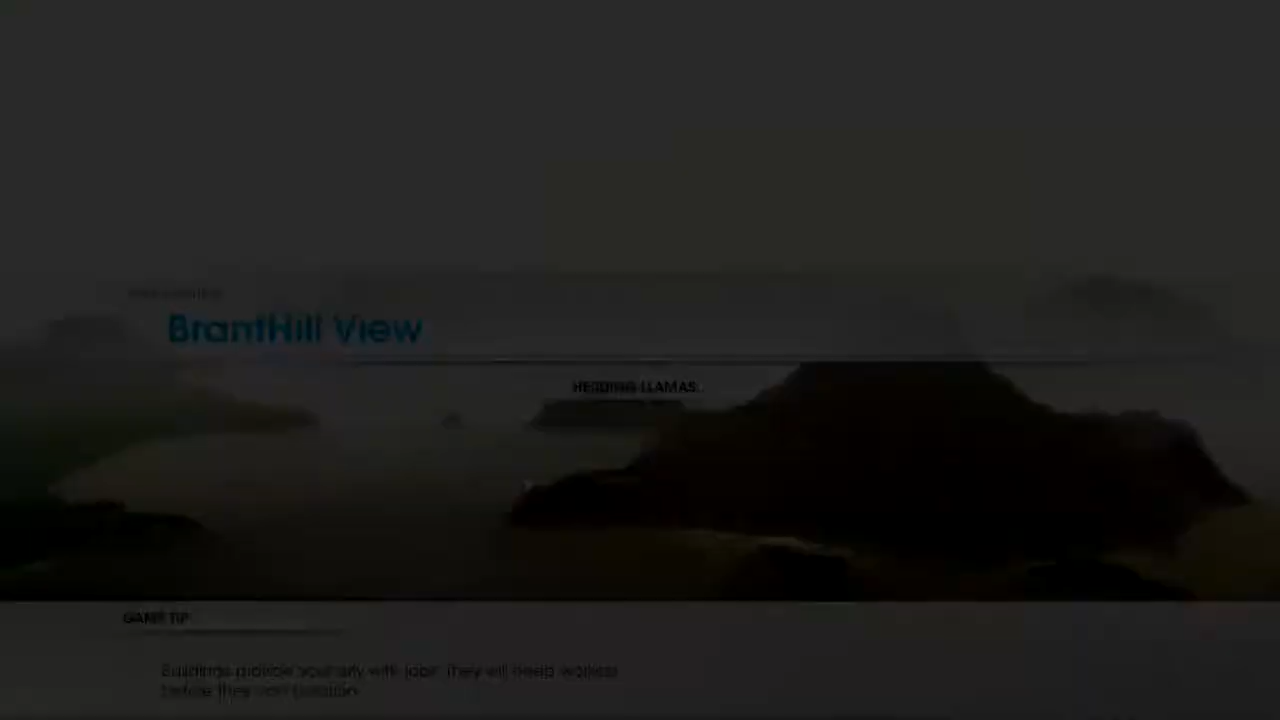 BrantHill View
HERDING LLAMAS
GAME TIP
Buildings provide your city with jobs. They will need workers
before they can function.